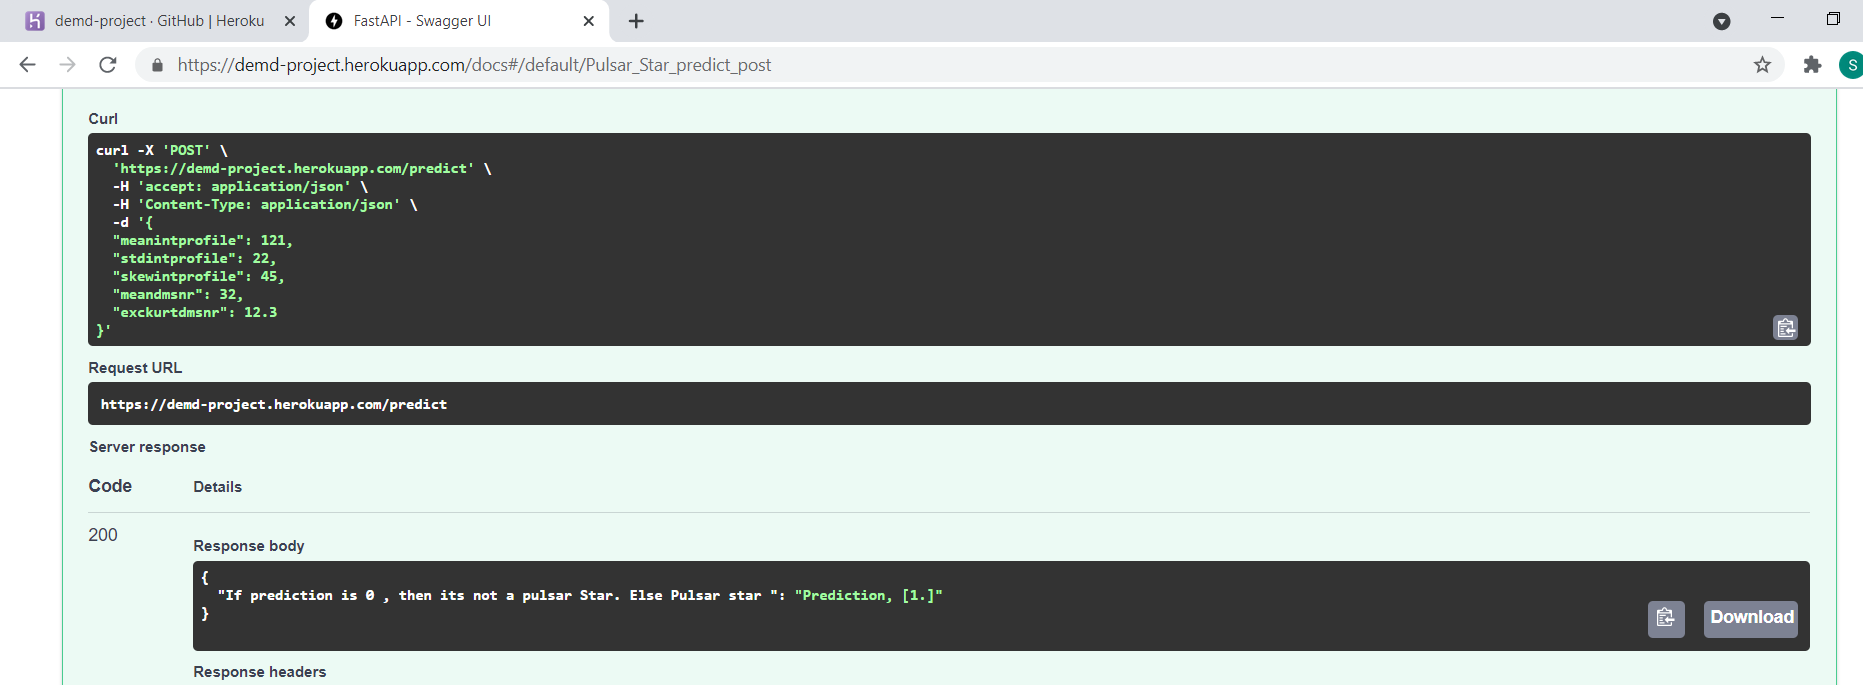 demd-project · GitHub | Heroku
FastAPI - Swagger UI
https://demd-project.herokuapp.com/docs#/default/Pulsar_Star_predict_post
S
Curl
curl -X 'POST' \
'https://demd-project.herokuapp.com/predict' \
-H 'accept: application/json' \
-H 'Content-Type: application/json' \
-d '{
"meanintprofile": 121,
"stdintprofile": 22,
"skewintprofile": 45,
"meandmsnr": 32,
"exckurtdmsnr": 12.3
}'
Request URL
https://demd-project.herokuapp.com/predict
Server response
Code Details
200
Response body
{
"If prediction is 0 , then its not a pulsar Star. Else Pulsar star ": "Prediction, [1.]"
}
Download
Response headers